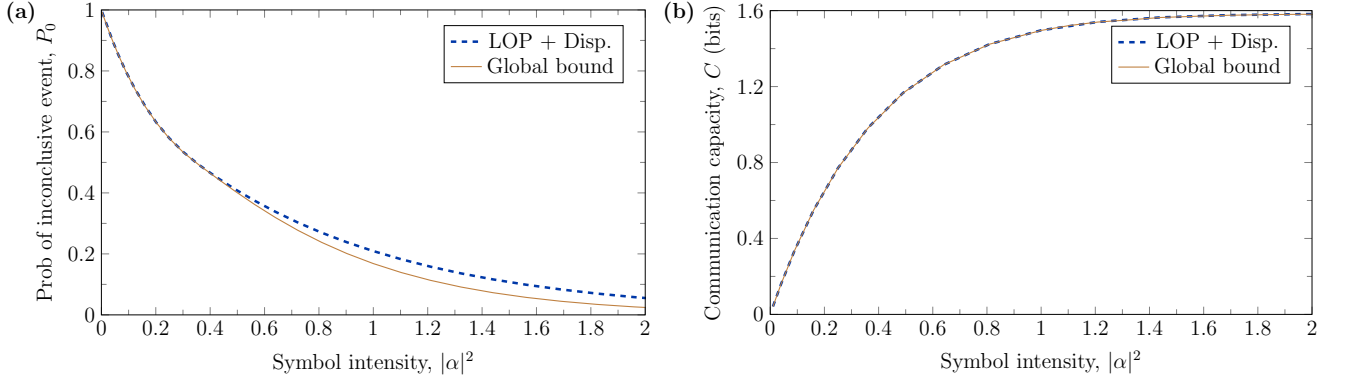 (a)
Prob of inconclusive event, P₀
1
0.8
0.6
0.4
0.2
0
LOP + Disp.
Global bound
0 0.2 0.4 0.6 0.8 1 1.2 1.4 1.6 1.8 2
Symbol intensity, |α|²
(b)
Communication capacity, C (bits)
1.6
1.2
0.8
0.4
0
LOP + Disp.
Global bound
0 0.2 0.4 0.6 0.8 1 1.2 1.4 1.6 1.8 2
Symbol intensity, |α|²